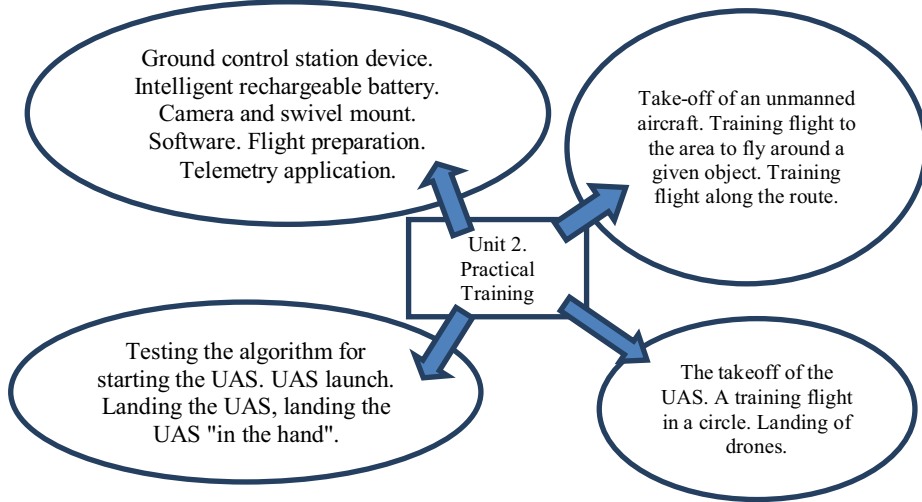 Ground control station device.
Intelligent rechargeable battery.
Camera and swivel mount.
Software. Flight preparation.
Telemetry application.
Take-off of an unmanned
aircraft. Training flight to
the area to fly around a
given object. Training
flight along the route.
Unit 2.
Practical
Training
Testing the algorithm for
starting the UAS. UAS launch.
Landing the UAS, landing the
UAS "in the hand".
The takeoff of the
UAS. A training flight
in a circle. Landing of
drones.